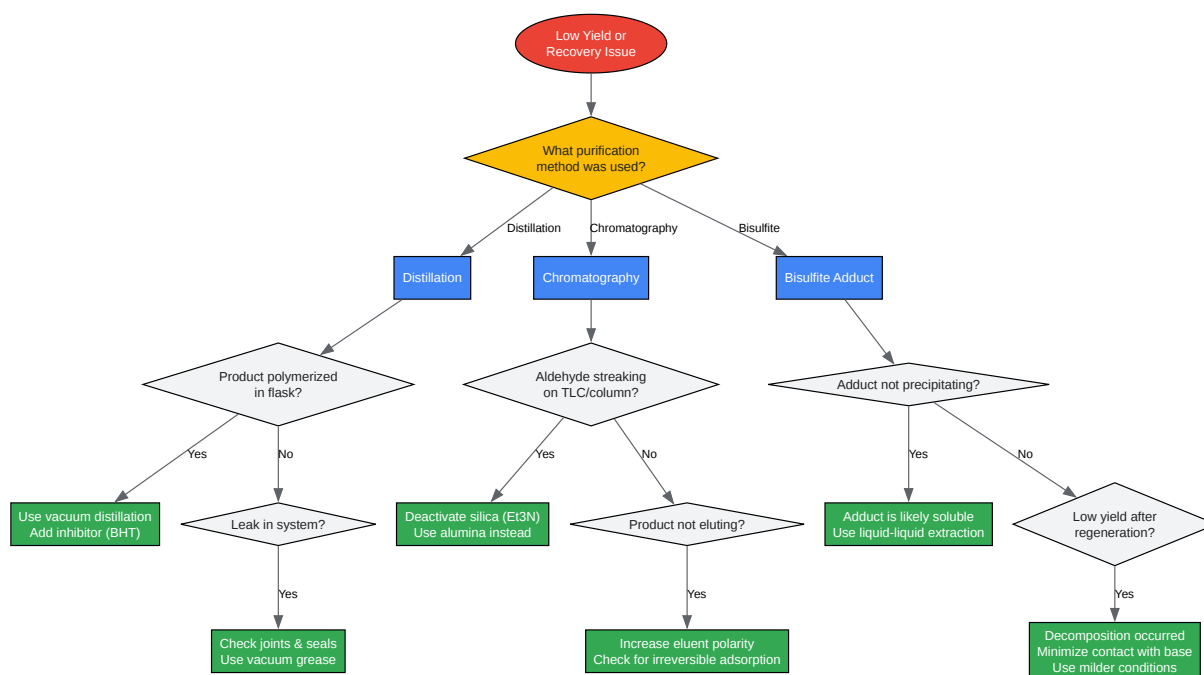 Low Yield or
Recovery Issue
What purification
method was used?
Distillation
Chromatography
Bisulfite
Distillation
Chromatography
Bisulfite Adduct
Product polymerized
in flask?
Aldehyde streaking
on TLC/column?
Adduct not precipitating?
Yes
No
Yes
No
Yes
No
Use vacuum distillation
Add inhibitor (BHT)
Leak in system?
Deactivate silica (Et3N)
Use alumina instead
Product not eluting?
Adduct is likely soluble
Use liquid-liquid extraction
Low yield after
regeneration?
Yes
Yes
Yes
Check joints & seals
Use vacuum grease
Increase eluent polarity
Check for irreversible adsorption
Decomposition occurred
Minimize contact with base
Use milder conditions